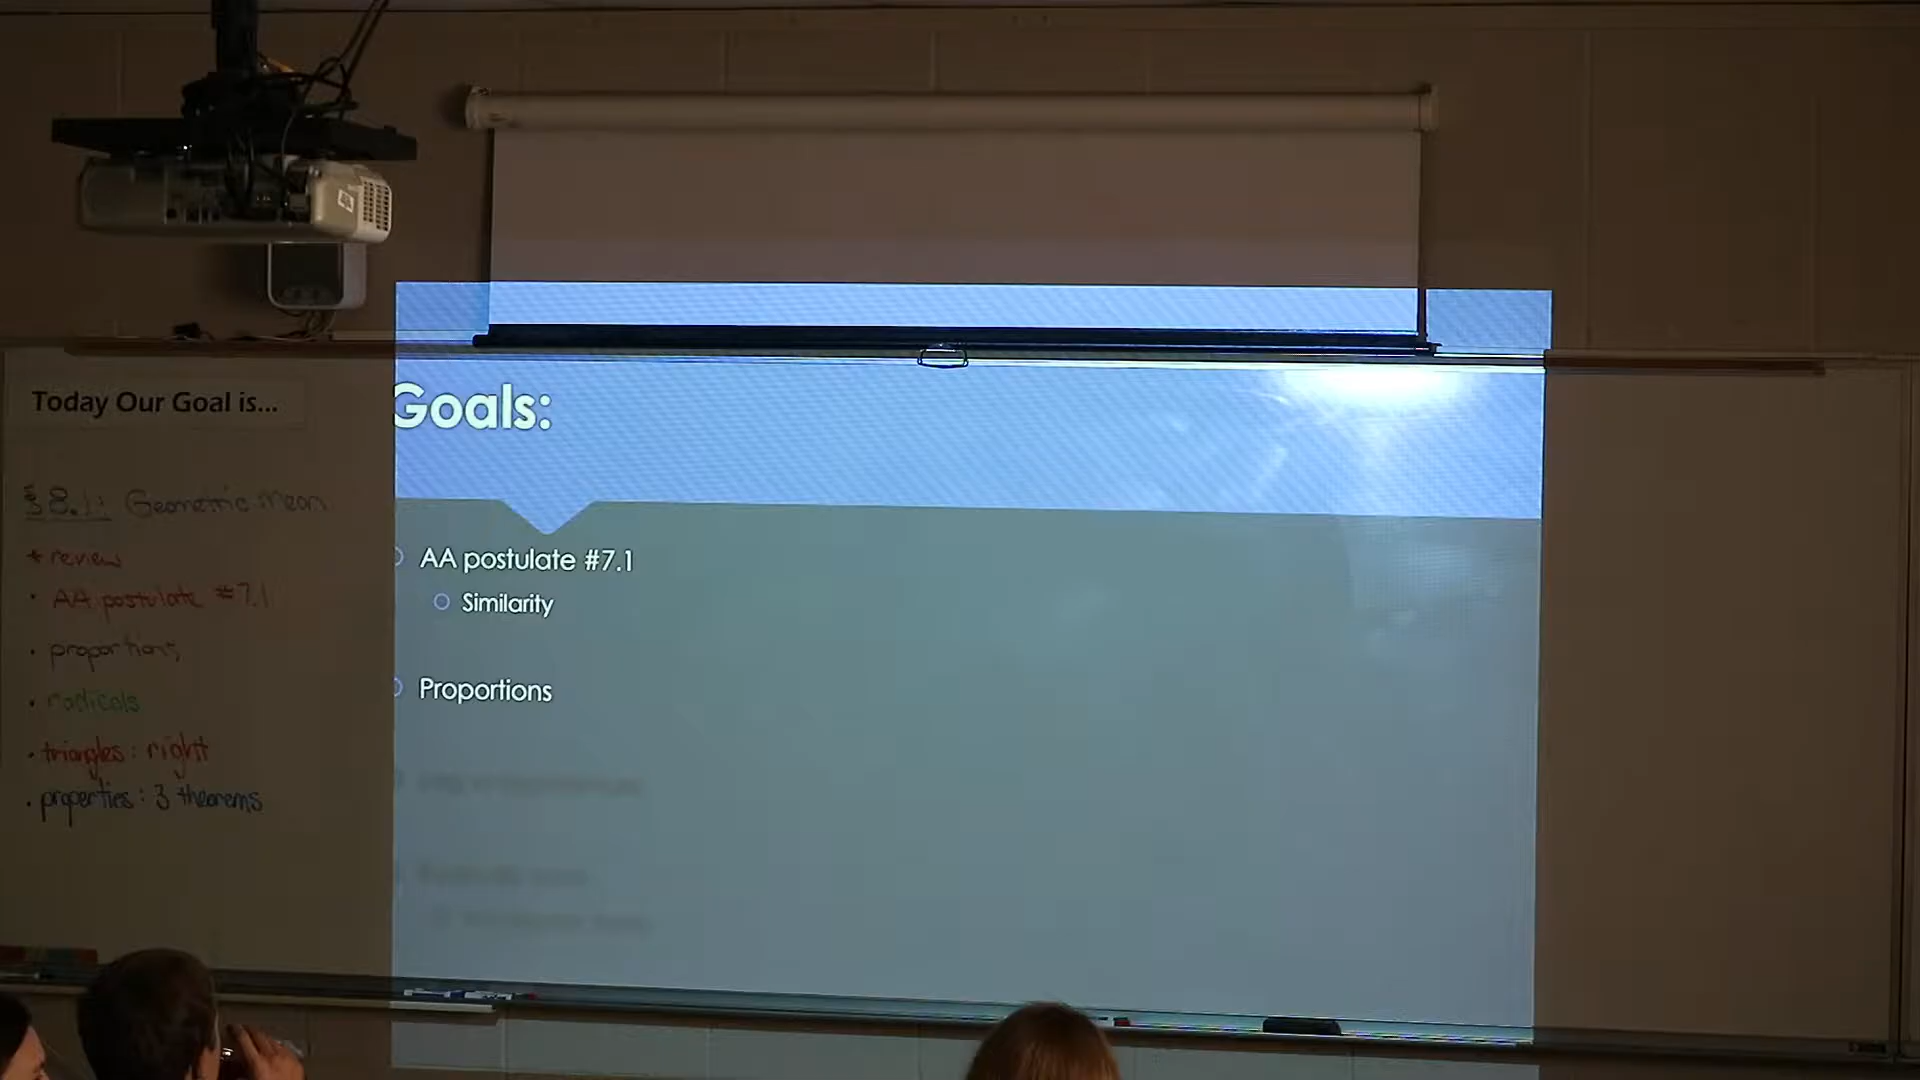 Today Our Goal is...
§ 8.1: Geometric Mean
* review
• AA postulate #7.1
• proportions
• radicals
• triangles: right
• properties: 3 theorems
Goals:
AA postulate #7.1
Similarity
Proportions